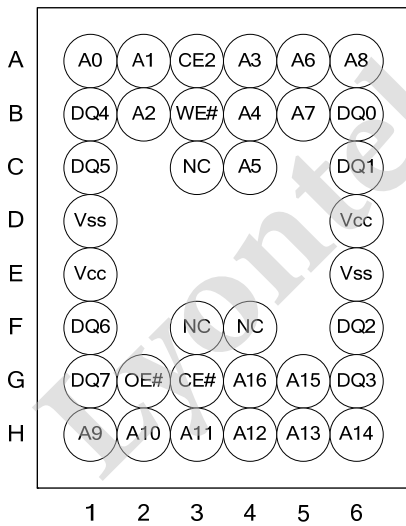 A A0 A1 CE2 A3 A6 A8
B DQ4 A2 WE# A4 A7 DQ0
C DQ5 NC A5 DQ1
D Vss Vcc
E Vcc Vss
F DQ6 NC NC DQ2
G DQ7 OE# CE# A16 A15 DQ3
H A9 A10 A11 A12 A13 A14
1 2 3 4 5 6
Lyontek